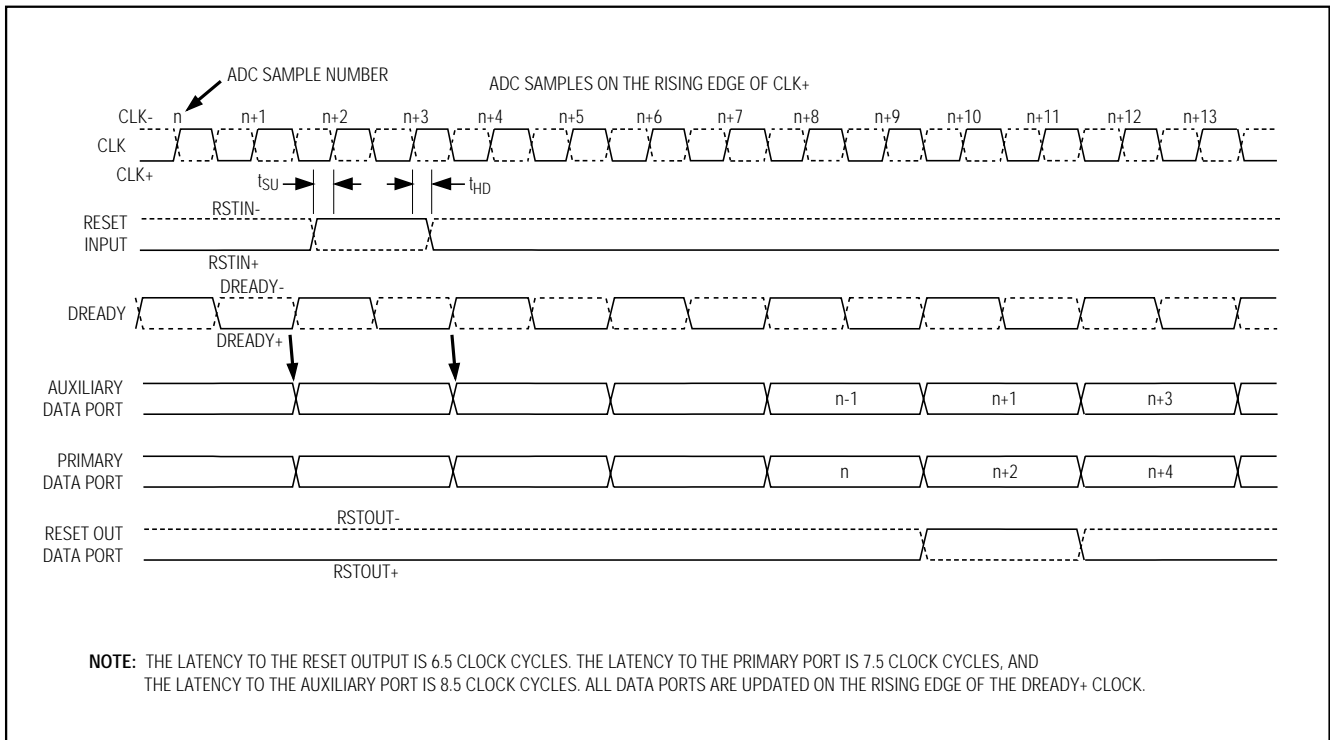 ADC SAMPLE NUMBER
ADC SAMPLES ON THE RISING EDGE OF CLK+
CLK- n n+1 n+2 n+3 n+4 n+5 n+6 n+7 n+8 n+9 n+10 n+11 n+12 n+13
CLK
CLK+
tSU tHD
RSTIN-
RESET
INPUT
RSTIN+
DREADY-
DREADY
DREADY+
AUXILIARY
DATA PORT
n-1 n+1 n+3
PRIMARY
DATA PORT
n n+2 n+4
RSTOUT-
RESET OUT
DATA PORT
RSTOUT+
NOTE: THE LATENCY TO THE RESET OUTPUT IS 6.5 CLOCK CYCLES. THE LATENCY TO THE PRIMARY PORT IS 7.5 CLOCK CYCLES, AND
THE LATENCY TO THE AUXILIARY PORT IS 8.5 CLOCK CYCLES. ALL DATA PORTS ARE UPDATED ON THE RISING EDGE OF THE DREADY+ CLOCK.